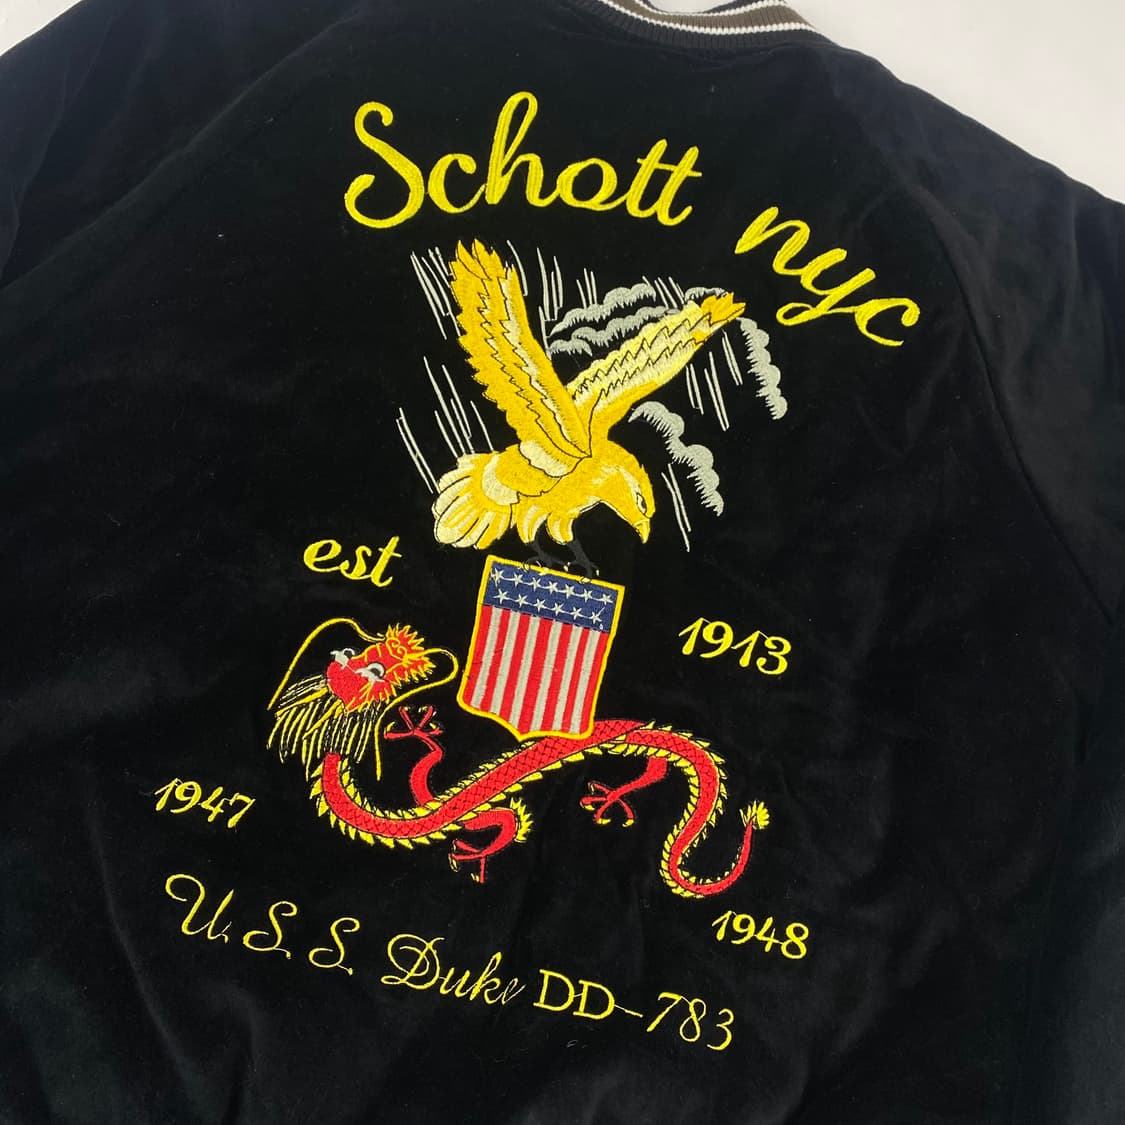 Schott nyc
est
1913
1947
1948
U.S.S. Duke DD-783